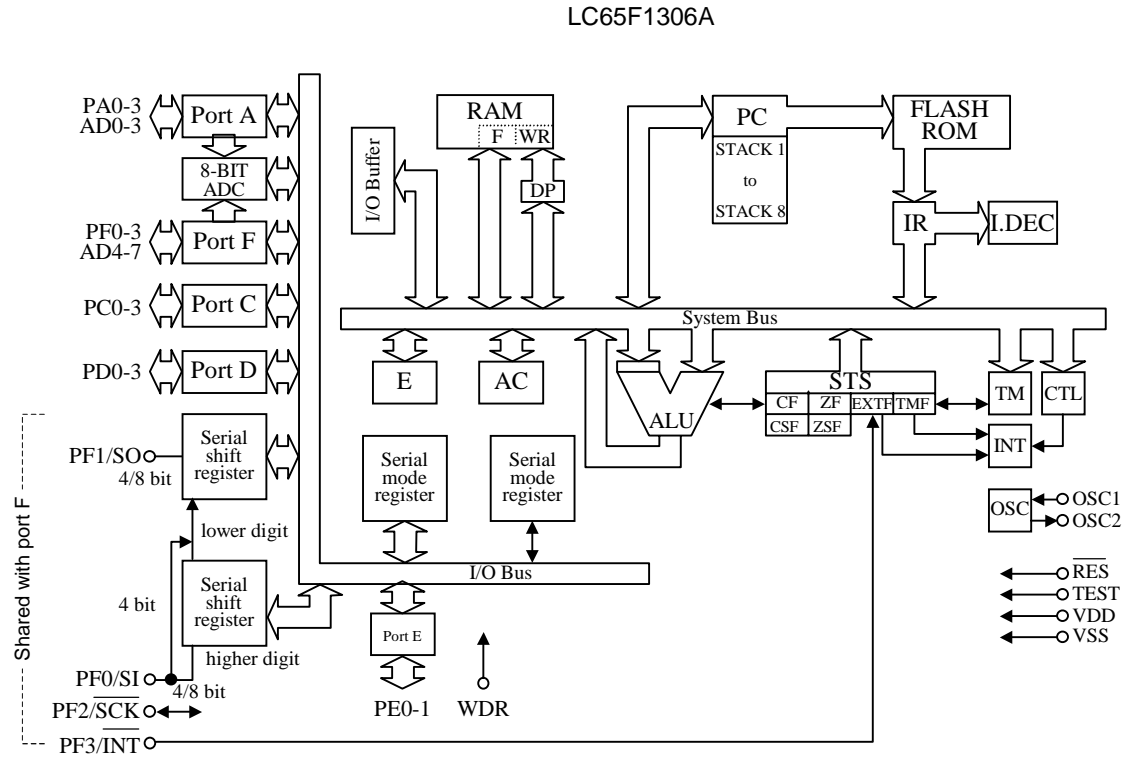 LC65F1306A
PA0-3
AD0-3
Port A
8-BIT
ADC
PF0-3
AD4-7
Port F
PC0-3
Port C
PD0-3
Port D
I/O Buffer
RAM
F
WR
DP
PC
STACK 1
to
STACK 8
FLASH
ROM
IR
I.DEC
System Bus
E
AC
ALU
STS
CF
ZF
EXTF
TMF
CSF
ZSF
TM
CTL
INT
OSC
OSC1
OSC2
RES
TEST
VDD
VSS
Shared with port F
PF1/SO
4/8 bit
Serial
shift
register
lower digit
4 bit
Serial
shift
register
higher digit
PF0/SI
4/8 bit
PF2/SCK
PF3/INT
Serial
mode
register
Serial
mode
register
I/O Bus
Port E
PE0-1
WDR